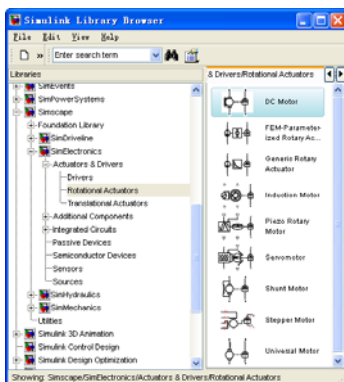 Simulink Library Browser
File Edit View Help
» Enter search term
Libraries
& Drivers/Rotational Actuators
SimEvents
SimPowerSystems
Simscape
Foundation Library
SimDriveline
SimElectronics
Actuators & Drivers
Drivers
Rotational Actuators
Translational Actuators
Additional Components
Integrated Circuits
Passive Devices
Semiconductor Devices
Sensors
Sources
SimHydraulics
SimMechanics
Utilities
Simulink 3D Animation
Simulink Control Design
Simulink Design Optimization
DC Motor
FEM-Parameter-
ized Rotary Ac...
Generic Rotary
Actuator
Induction Motor
Piezo Rotary
Motor
Servomotor
Shunt Motor
Stepper Motor
Universal Motor
Showing: Simscape/SimElectronics/Actuators & Drivers/Rotational Actuators